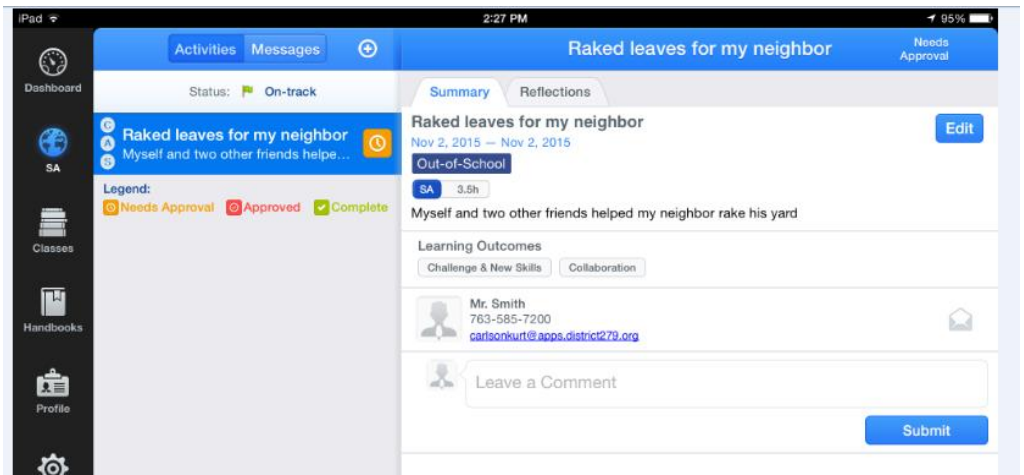 iPad
2:27 PM
95%
Dashboard
SA
Classes
Handbooks
Profile
Activities Messages
Status: On-track
C
A
S
Raked leaves for my neighbor
Myself and two other friends helpe...
Legend:
Needs Approval Approved Complete
Raked leaves for my neighbor
Needs
Approval
Summary Reflections
Raked leaves for my neighbor
Edit
Nov 2, 2015 — Nov 2, 2015
Out-of-School
SA 3.5h
Myself and two other friends helped my neighbor rake his yard
Learning Outcomes
Challenge & New Skills Collaboration
Mr. Smith
763-585-7200
carlsonkurt@apps.district279.org
Leave a Comment
Submit